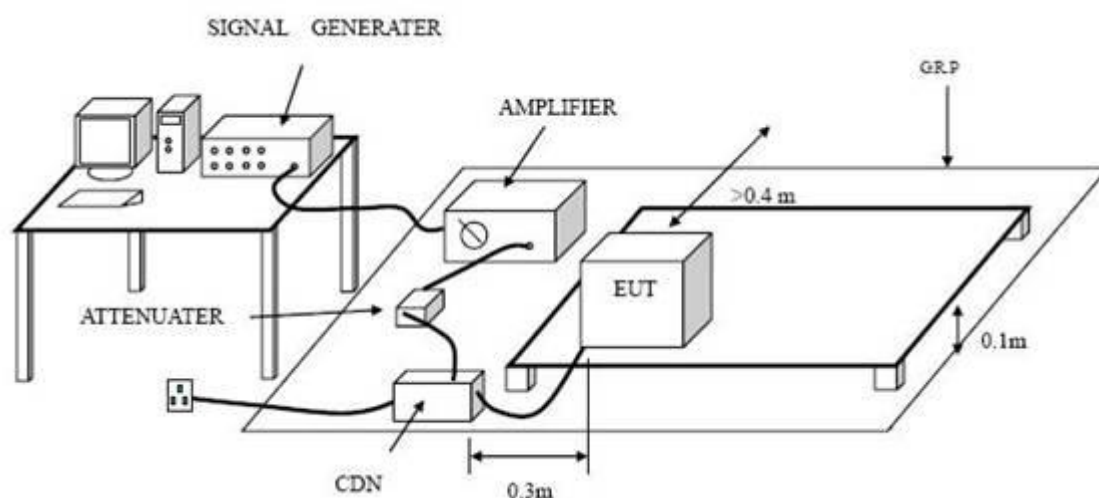 SIGNAL GENERATER
G.R.P
AMPLIFIER
>0.4 m
EUT
ATTENUATER
0.1m
CDN
0.3m